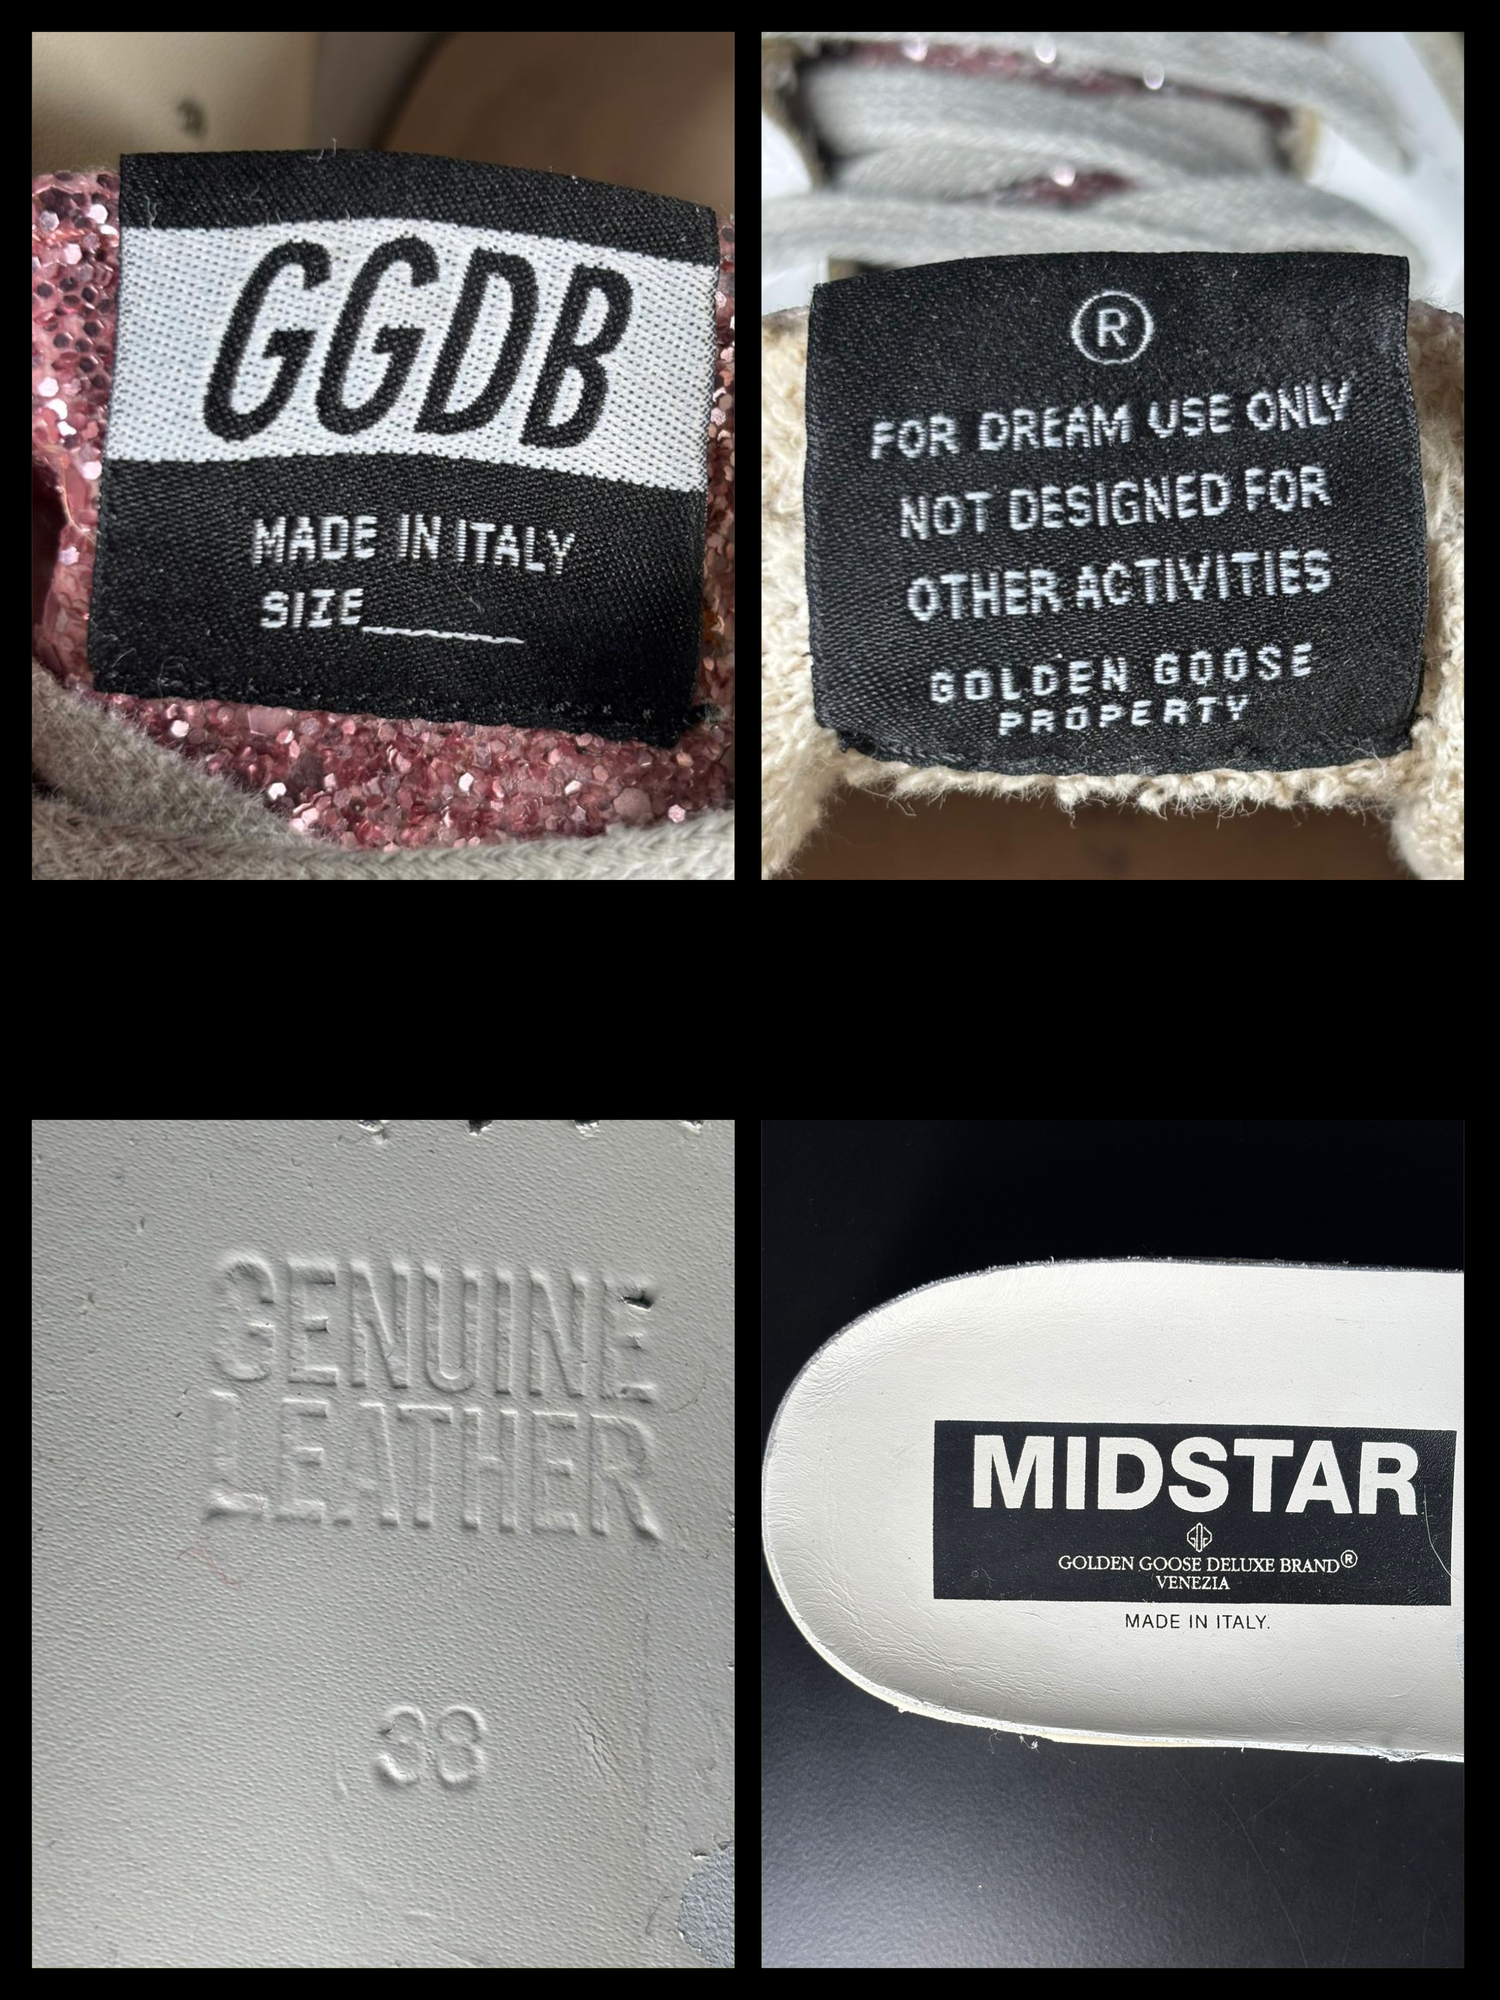 GGDB
MADE IN ITALY
SIZE______
®
FOR DREAM USE ONLY
NOT DESIGNED FOR
OTHER ACTIVITIES
GOLDEN GOOSE
PROPERTY
GENUINE
LEATHER
38
MIDSTAR
GOLDEN GOOSE DELUXE BRAND®
VENEZIA
MADE IN ITALY.